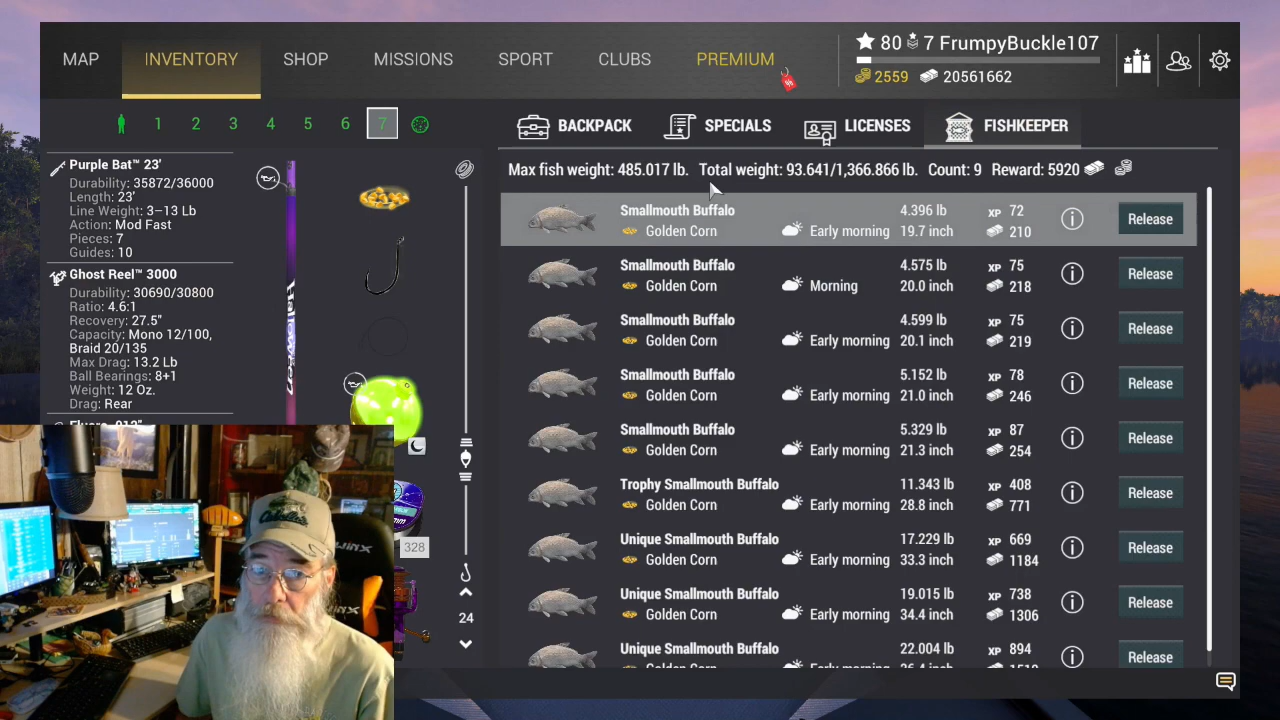 MAP INVENTORY SHOP MISSIONS SPORT CLUBS PREMIUM
80 7 FrumpyBuckle107
2559 20561662
1 2 3 4 5 6 7
BACKPACK SPECIALS LICENSES FISHKEEPER
Max fish weight: 485.017 lb. Total weight: 93.641/1,366.866 lb. Count: 9 Reward: 5920
Purple Bat™ 23'
Durability: 35872/36000
Length: 23'
Line Weight: 3–13 Lb
Action: Mod Fast
Pieces: 7
Guides: 10
Ghost Reel™ 3000
Durability: 30690/30800
Ratio: 4.6:1
Recovery: 27.5"
Capacity: Mono 12/100,
Braid 20/135
Max Drag: 13.2 Lb
Ball Bearings: 8+1
Weight: 12 Oz.
Drag: Rear
328
24
Smallmouth Buffalo 4.396 lb XP 72
Golden Corn Early morning 19.7 inch 210
Release
Smallmouth Buffalo 4.575 lb XP 75
Golden Corn Morning 20.0 inch 218
Release
Smallmouth Buffalo 4.599 lb XP 75
Golden Corn Early morning 20.1 inch 219
Release
Smallmouth Buffalo 5.152 lb XP 78
Golden Corn Early morning 21.0 inch 246
Release
Smallmouth Buffalo 5.329 lb XP 87
Golden Corn Early morning 21.3 inch 254
Release
Trophy Smallmouth Buffalo 11.343 lb XP 408
Golden Corn Early morning 28.8 inch 771
Release
Unique Smallmouth Buffalo 17.229 lb XP 669
Golden Corn Early morning 33.3 inch 1184
Release
Unique Smallmouth Buffalo 19.015 lb XP 738
Golden Corn Early morning 34.4 inch 1306
Release
Unique Smallmouth Buffalo 22.004 lb XP 894
Golden Corn Early morning
Release